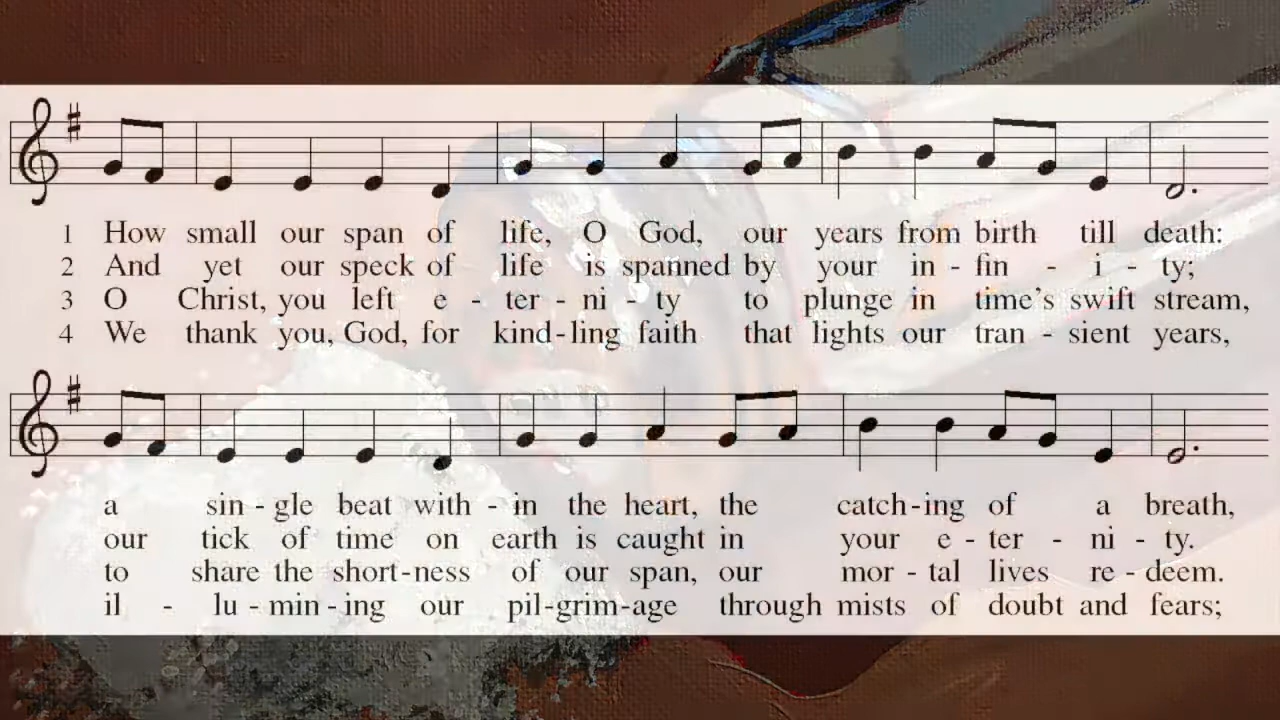 1 How small our span of life, O God, our years from birth till death:
2 And yet our speck of life is spanned by your in - fin - i - ty;
3 O Christ, you left e - ter - ni - ty to plunge in time's swift stream,
4 We thank you, God, for kind - ling faith that lights our tran - sient years,
a sin - gle beat with - in the heart, the catch - ing of a breath,
our tick of time on earth is caught in your e - ter - ni - ty.
to share the short - ness of our span, our mor - tal lives re - deem.
il - lu - min - ing our pil - grim - age through mists of doubt and fears;